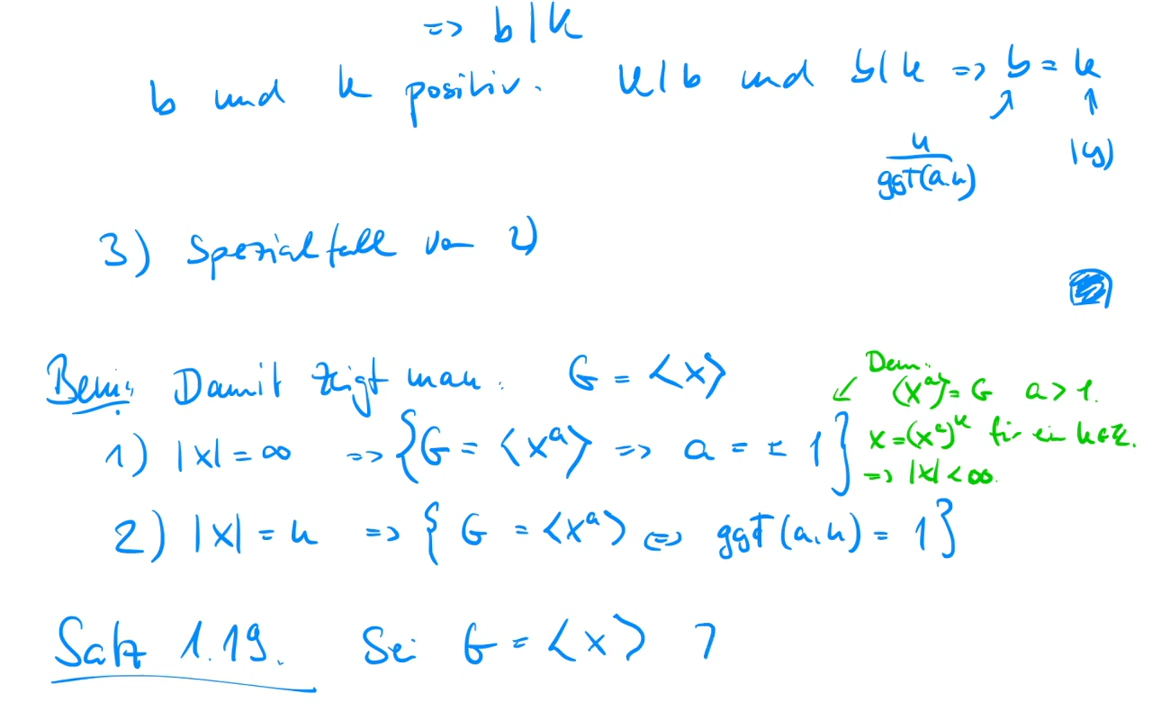 => b|k
b und k positiv. k|b und b|k => b = k
n/ggT(a,n) |y|
3) Spezialfall von 2)
Bem: Damit zeigt man: G = <x>
1) |x| = ∞ => {G = <x^a> => a = ± 1}
Denn:
<x^a> = G a > 1.
x = (x^a)^k für ein k∈Z.
=> |x| < ∞.
2) |x| = n => { G = <x^a> <=> ggT(a,n) = 1}
Satz 1.19. Sei G = <x>